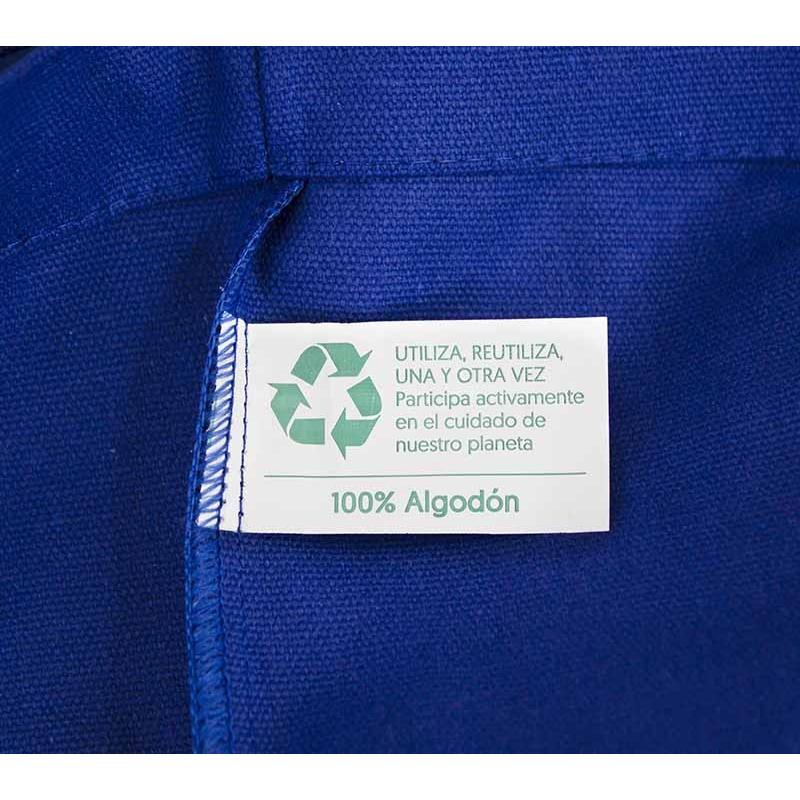 UTILIZA, REUTILIZA,
UNA Y OTRA VEZ
Participa activamente
en el cuidado de
nuestro planeta
100% Algodón